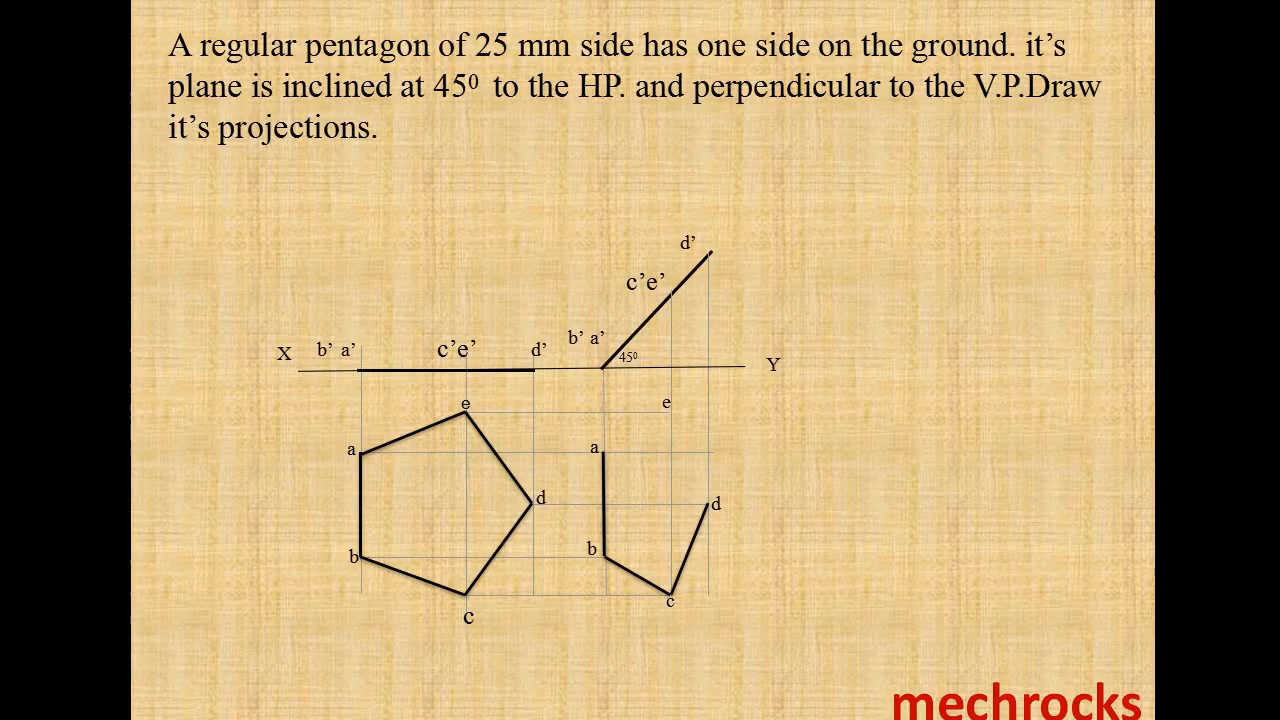 A regular pentagon of 25 mm side has one side on the ground. it’s
plane is inclined at 45⁰ to the HP. and perpendicular to the V.P.Draw
it’s projections.
d’
c’e’
X b’ a’ c’e’ d’ b’ a’ 45⁰ Y
e e
a a
d d
b b
c c
mechrocks